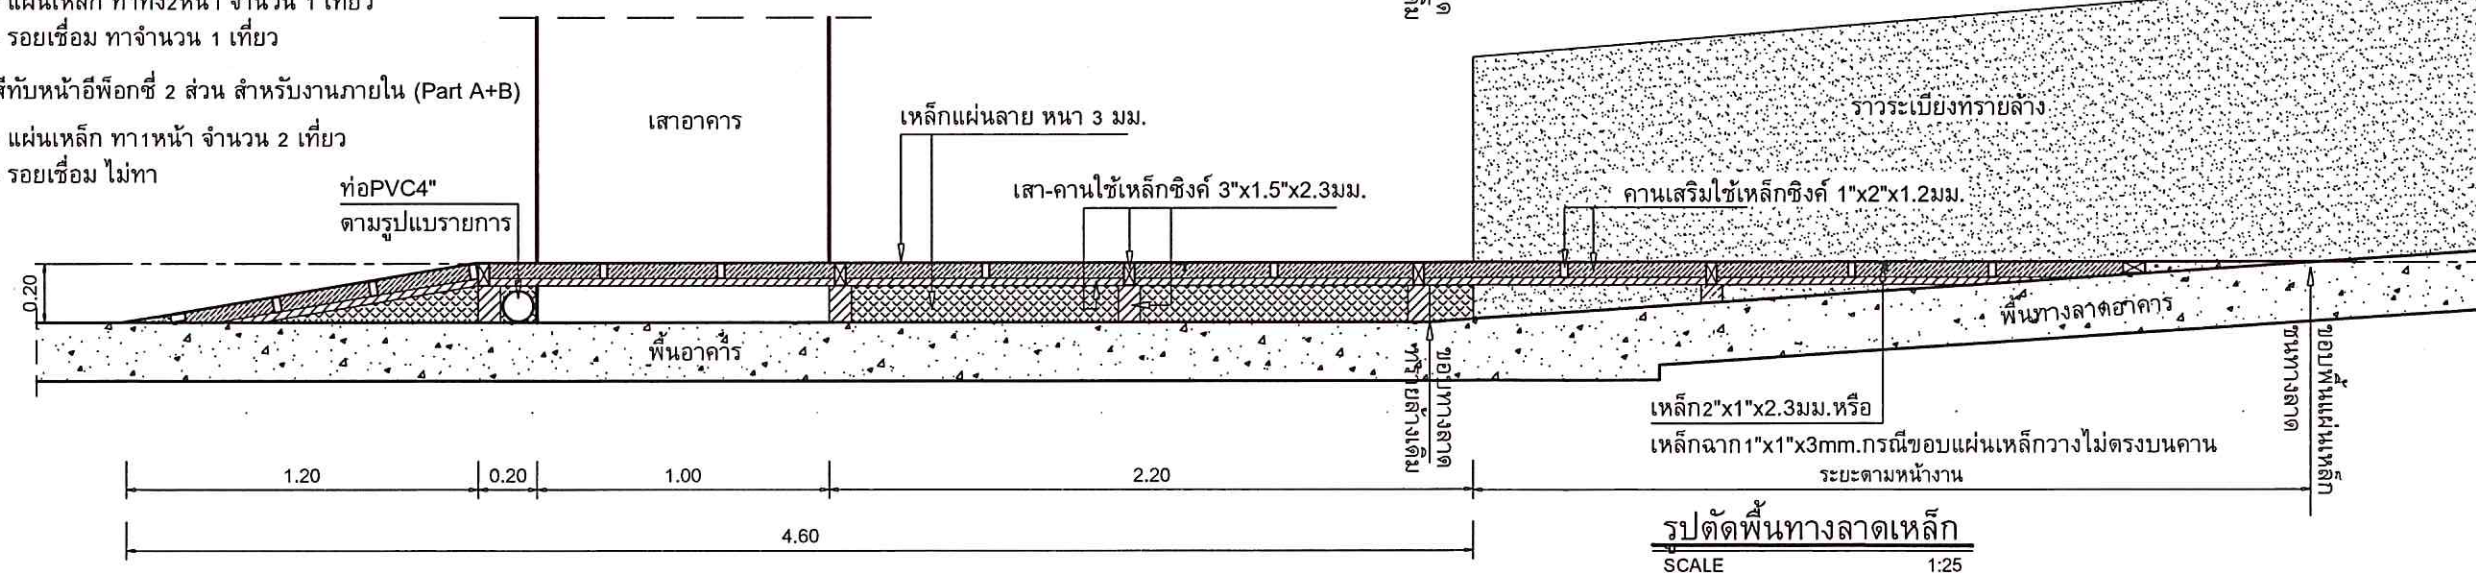 แผ่นเหล็ก ทาทั้ง2หน้า จำนวน 1 เที่ยว
รอยเชื่อม ทาจำนวน 1 เที่ยว
สีทับหน้าอีพ็อกซี่ 2 ส่วน สำหรับงานภายใน (Part A+B)
แผ่นเหล็ก ทา1หน้า จำนวน 2 เที่ยว
รอยเชื่อม ไม่ทา
ท่อPVC4"
ตามรูปแบรายการ
เสาอาคาร
เหล็กแผ่นลาย หนา 3 มม.
เสา-คานใช้เหล็กซิงค์ 3"x1.5"x2.3มม.
ราวระเบียงทรายล้าง
คานเสริมใช้เหล็กซิงค์ 1"x2"x1.2มม.
0.20
พื้นอาคาร
พื้นทางลาดอาคาร
ขอบทางลาด
ทรายล้างเดิม
ขอบพื้นแผ่นเหล็ก
ชนทางลาด
เหล็ก2"x1"x2.3มม.หรือ
เหล็กฉาก1"x1"x3mm.กรณีขอบแผ่นเหล็กวางไม่ตรงบนคาน
ระยะตามหน้างาน
1.20
0.20
1.00
2.20
4.60
รูปตัดพื้นทางลาดเหล็ก
SCALE 1:25